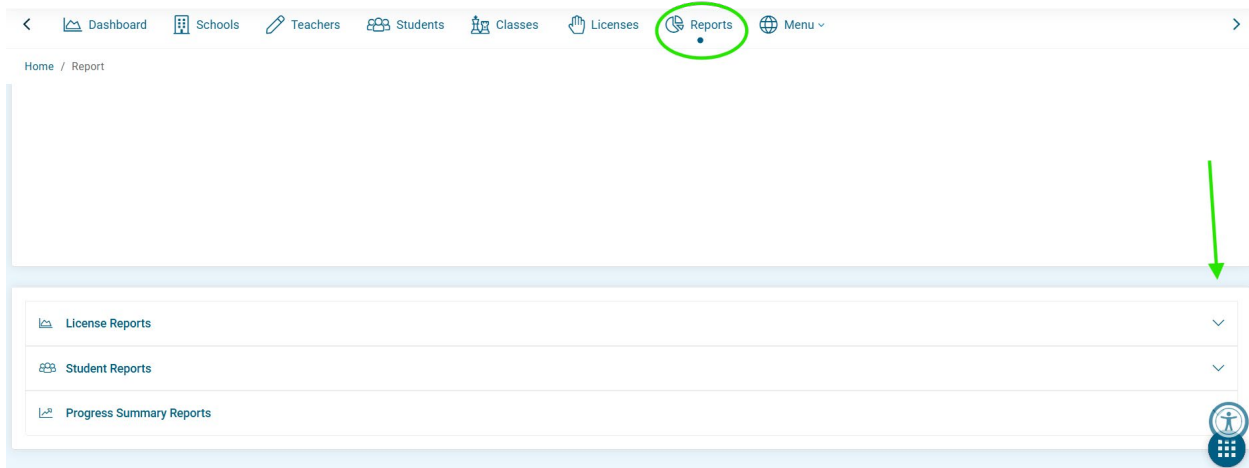 Dashboard Schools Teachers Students Classes Licenses Reports Menu
Home / Report
License Reports
Student Reports
Progress Summary Reports